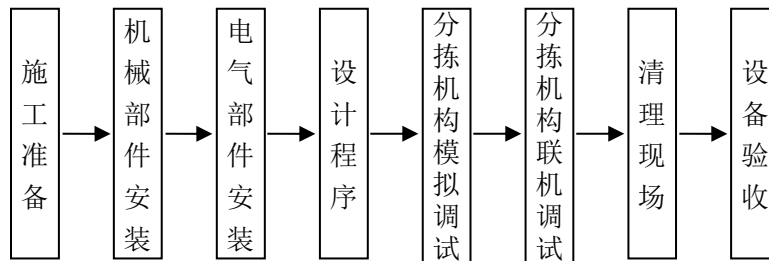 施工准备
机械部件安装
电气部件安装
设计程序
分拣机构模拟调试
分拣机构联机调试
清理现场
设备验收